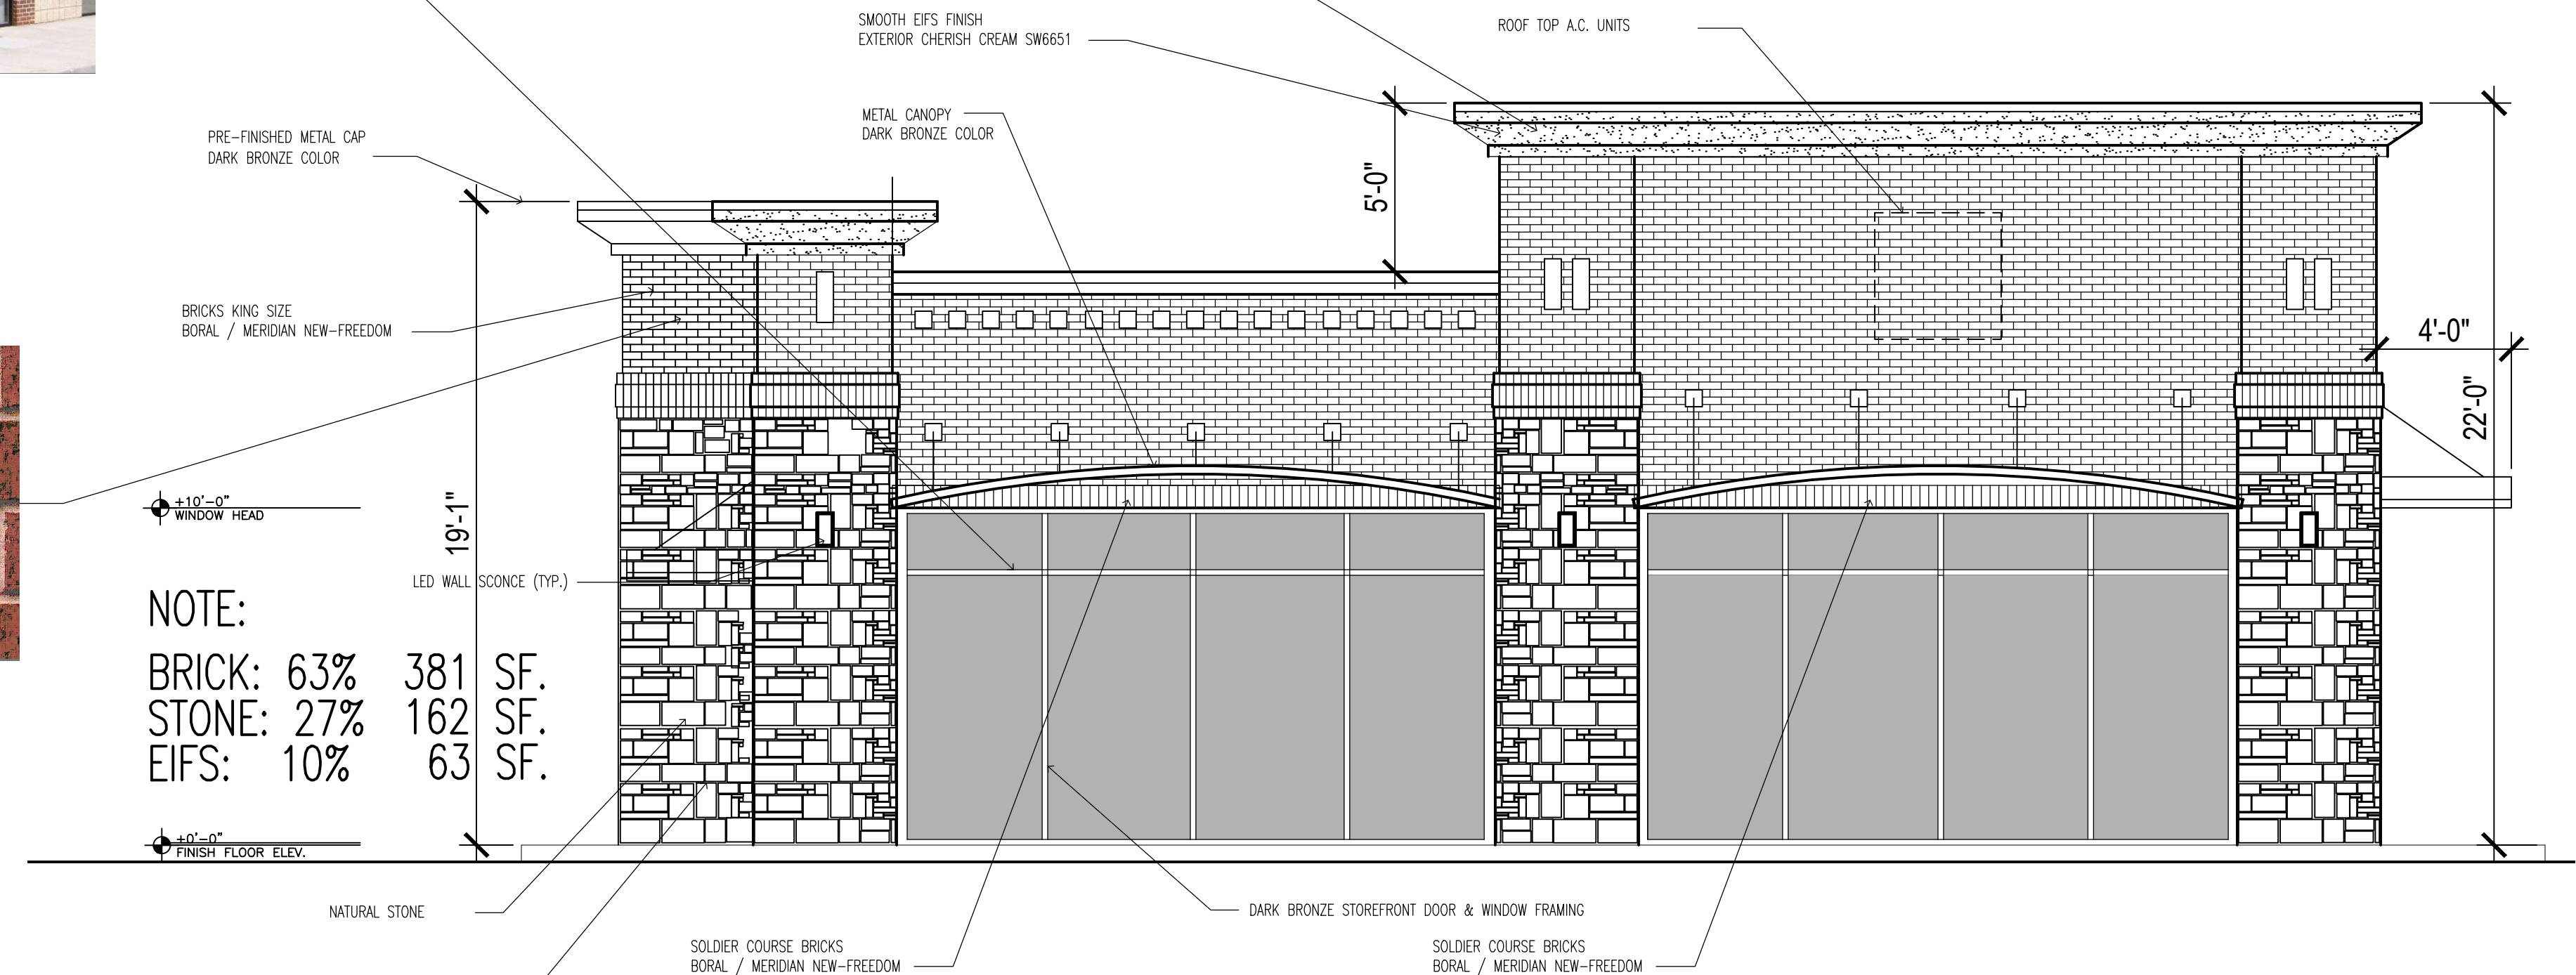 SMOOTH EIFS FINISH
EXTERIOR CHERISH CREAM SW6651
ROOF TOP A.C. UNITS
METAL CANOPY
DARK BRONZE COLOR
PRE-FINISHED METAL CAP
DARK BRONZE COLOR
5'-0"
BRICKS KING SIZE
BORAL / MERIDIAN NEW-FREEDOM
4'-0"
22'-0"
+10'-0"
WINDOW HEAD
19'-1"
LED WALL SCONCE (TYP.)
NOTE:
BRICK: 63% 381 SF.
STONE: 27% 162 SF.
EIFS: 10% 63 SF.
+0'-0"
FINISH FLOOR ELEV.
NATURAL STONE
DARK BRONZE STOREFRONT DOOR & WINDOW FRAMING
SOLDIER COURSE BRICKS
BORAL / MERIDIAN NEW-FREEDOM
SOLDIER COURSE BRICKS
BORAL / MERIDIAN NEW-FREEDOM